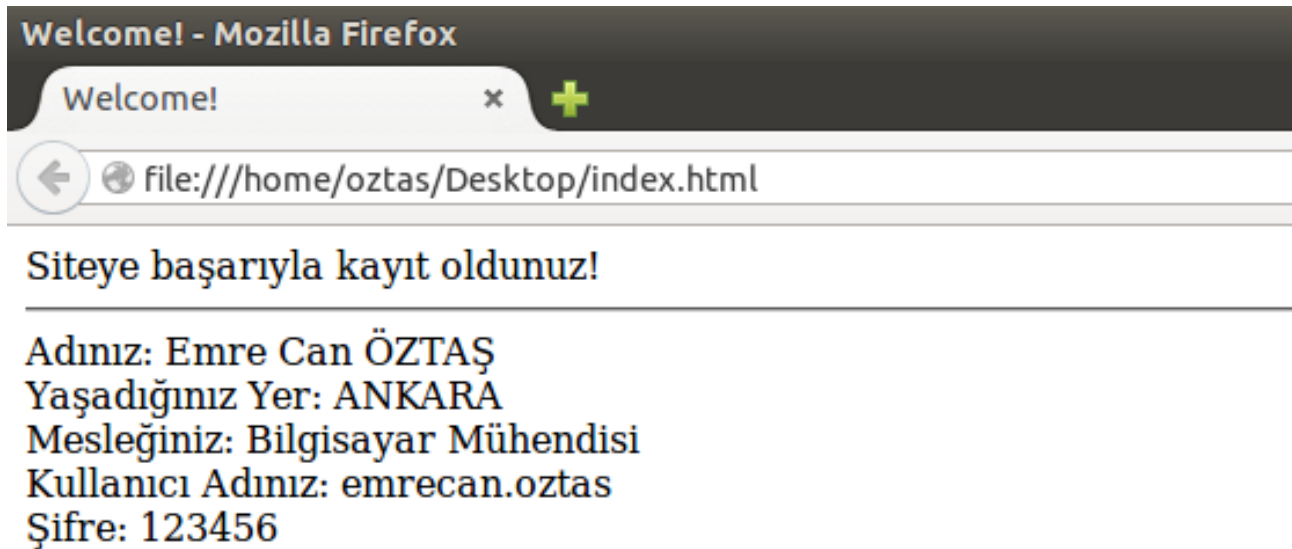 Welcome! - Mozilla Firefox
Welcome!
file:///home/oztas/Desktop/index.html
Siteye başarıyla kayıt oldunuz!
Adınız: Emre Can ÖZTAŞ
Yaşadığınız Yer: ANKARA
Mesleğiniz: Bilgisayar Mühendisi
Kullanıcı Adınız: emrecan.oztas
Şifre: 123456